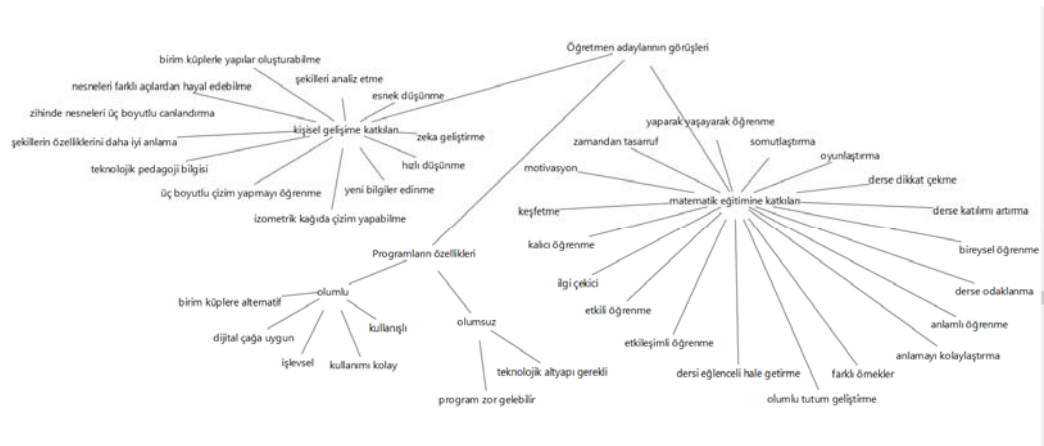 Öğretmen adaylarının görüşleri
birim küplerle yapılar oluşturabilme
şekilleri analiz etme
nesneleri farklı açılardan hayal edebilme
esnek düşünme
zihinde nesneleri üç boyutlu canlandırma
kişisel gelişime katkıları
zeka geliştirme
şekillerin özelliklerini daha iyi anlama
teknolojik pedagoji bilgisi
hızlı düşünme
üç boyutlu çizim yapmayı öğrenme
yeni bilgiler edinme
izometrik kağıda çizim yapabilme
yaparak yaşayarak öğrenme
zamandan tasarruf
somutlaştırma
oyunlaştırma
motivasyon
derse dikkat çekme
matematik eğitimine katkıları
keşfetme
derse katılımı artırma
kalıcı öğrenme
bireysel öğrenme
ilgi çekici
derse odaklanma
etkili öğrenme
anlamlı öğrenme
etkileşimli öğrenme
anlamayı kolaylaştırma
dersi eğlenceli hale getirme
farklı örnekler
olumlu tutum geliştirme
Programların özellikleri
olumlu
birim küplere alternatif
dijital çağa uygun
işlevsel
kullanımı kolay
kullanışlı
olumsuz
teknolojik altyapı gerekli
program zor gelebilir